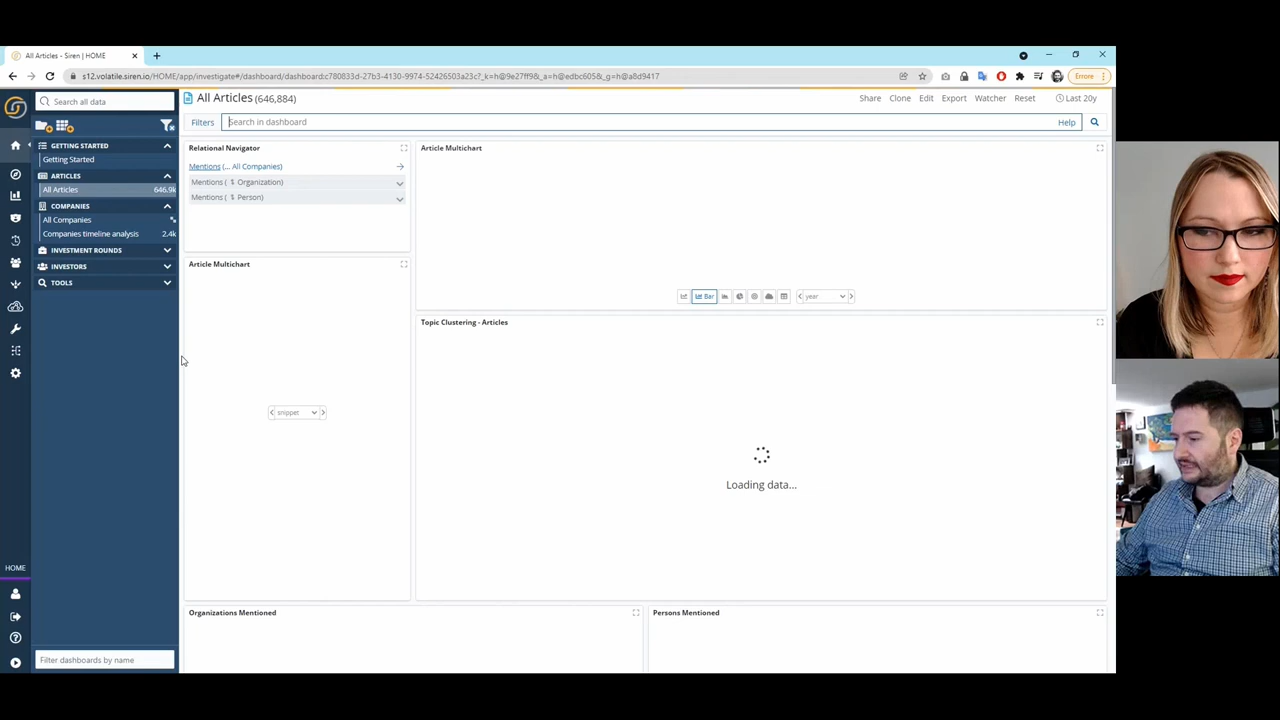 All Articles - Siren | HOME
s12.volatile.siren.io/HOME/app/investigate#/dashboard/dashboard:c780833d-27b3-4130-9974-52426503a23c?_k=h@9e27ff9&_a=h@edbc605&_g=h@a8d9417
Errore
Search all data
All Articles (646,884)
Share Clone Edit Export Watcher Reset Last 20y
Filters Search in dashboard Help
GETTING STARTED
Getting Started
ARTICLES
All Articles 646.9k
COMPANIES
All Companies
Companies timeline analysis 2.4k
INVESTMENT ROUNDS
INVESTORS
TOOLS
HOME
Filter dashboards by name
Relational Navigator
Mentions (... All Companies)
Mentions ( Organization)
Mentions ( Person)
Article Multichart
Bar year
Article Multichart
snippet
Topic Clustering - Articles
Loading data...
Organizations Mentioned
Persons Mentioned